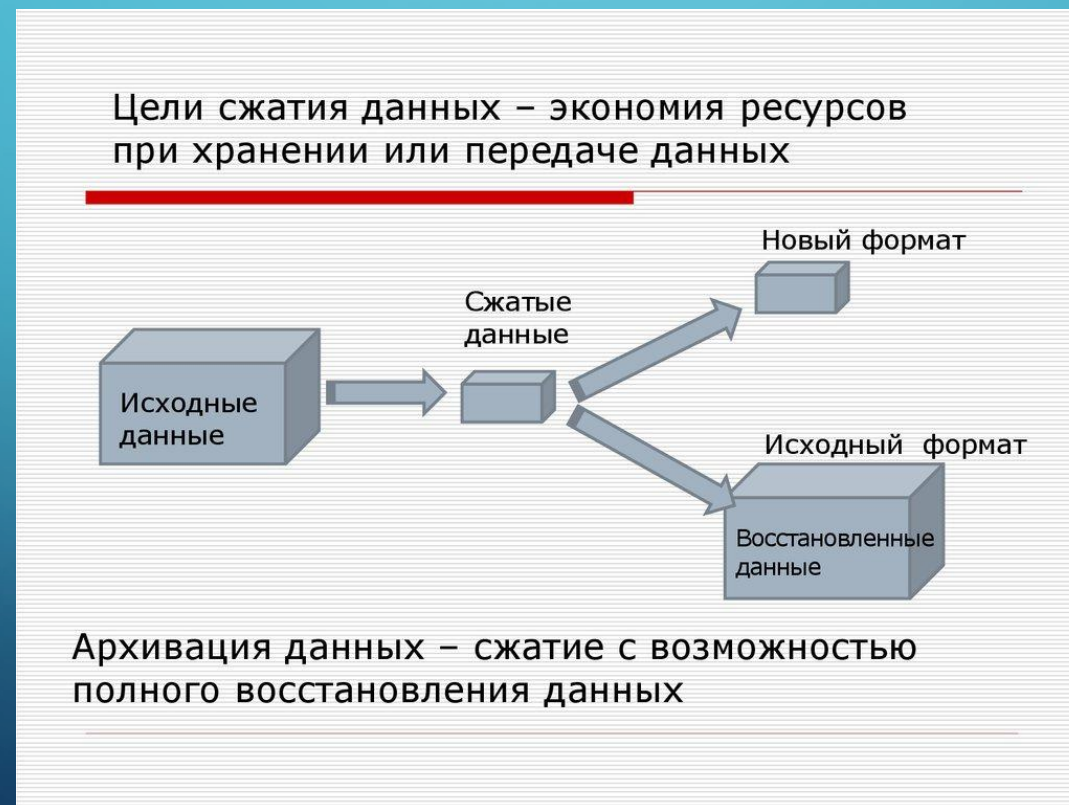 Цели сжатия данных – экономия ресурсов
при хранении или передаче данных
Новый формат
Сжатые
данные
Исходные
данные
Исходный формат
Восстановленные
данные
Архивация данных – сжатие с возможностью
полного восстановления данных